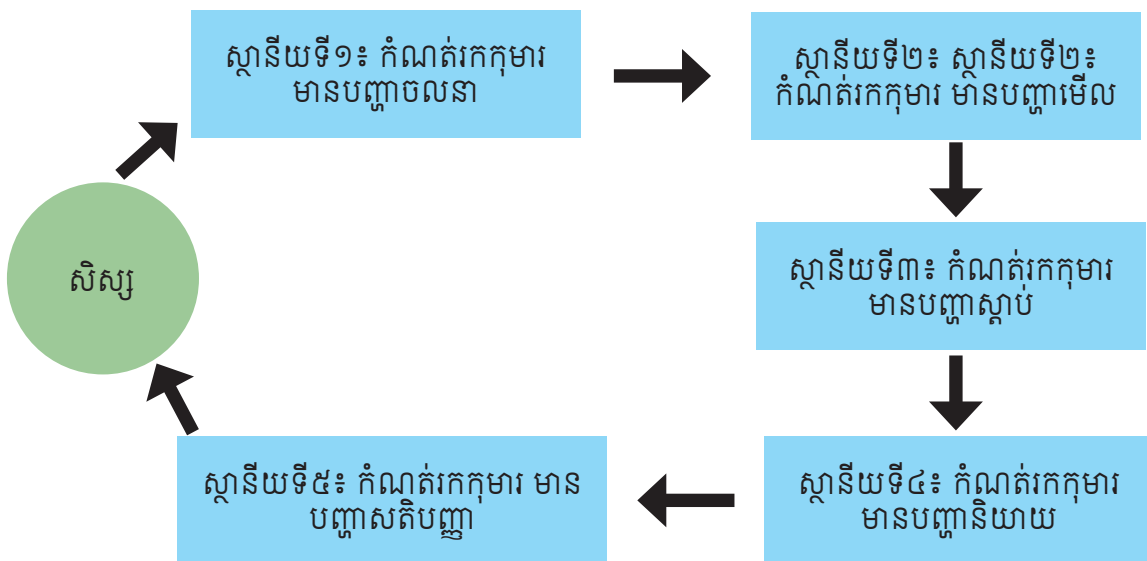 ស្ថានីយទី១៖ កំណត់រកកុមារ
មានបញ្ហាចលនា
ស្ថានីយទី២៖ ស្ថានីយទី២៖
កំណត់រកកុមារ មានបញ្ហាមើល
ស្ថានីយទី៣៖ កំណត់រកកុមារ
មានបញ្ហាស្តាប់
ស្ថានីយទី៤៖ កំណត់រកកុមារ
មានបញ្ហានិយាយ
ស្ថានីយទី៥៖ កំណត់រកកុមារ មាន
បញ្ហាសតិបញ្ញា
សិស្ស